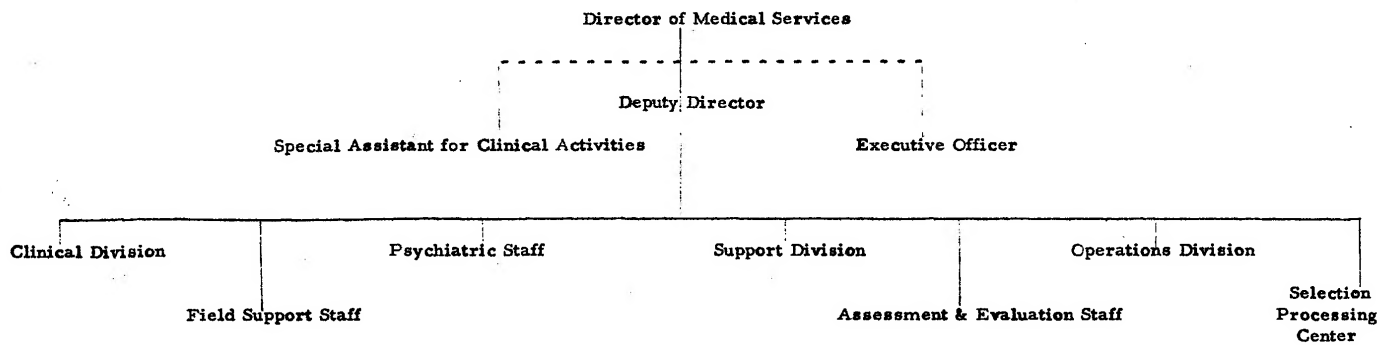 Director of Medical Services
Deputy Director
Special Assistant for Clinical Activities
Executive Officer
Clinical Division
Psychiatric Staff
Support Division
Operations Division
Field Support Staff
Assessment & Evaluation Staff
Selection
Processing
Center